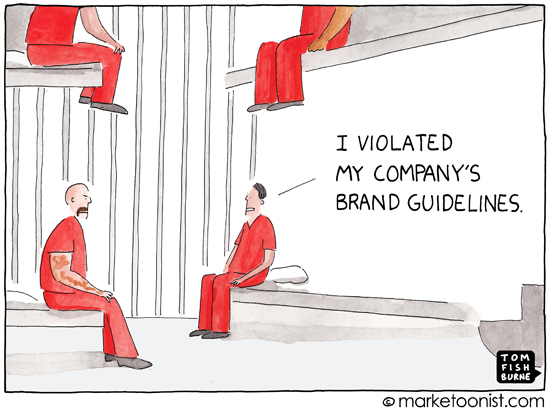 I VIOLATED
MY COMPANY'S
BRAND GUIDELINES.
TOM
FISH
BURNE
© marketoonist.com